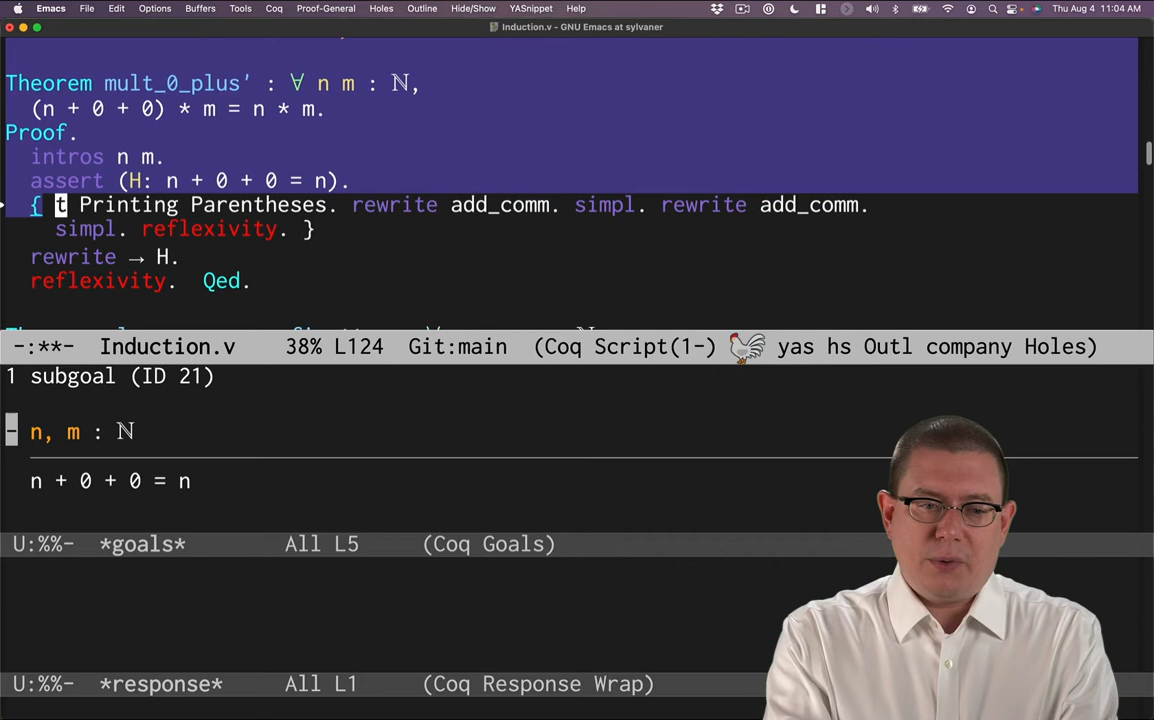 Emacs File Edit Options Buffers Tools Coq Proof-General Holes Outline Hide/Show YASnippet Help Thu Aug 4 11:04 AM
Induction.v - GNU Emacs at sylvaner
Theorem mult_0_plus' : ∀ n m : ℕ,
(n + 0 + 0) * m = n * m.
Proof.
intros n m.
assert (H: n + 0 + 0 = n).
{ t Printing Parentheses. rewrite add_comm. simpl. rewrite add_comm.
simpl. reflexivity. }
rewrite → H.
reflexivity. Qed.
-:**- Induction.v 38% L124 Git:main (Coq Script(1-) yas hs Outl company Holes)
1 subgoal (ID 21)
- n, m : ℕ
n + 0 + 0 = n
U:%%- *goals* All L5 (Coq Goals)
U:%%- *response* All L1 (Coq Response Wrap)